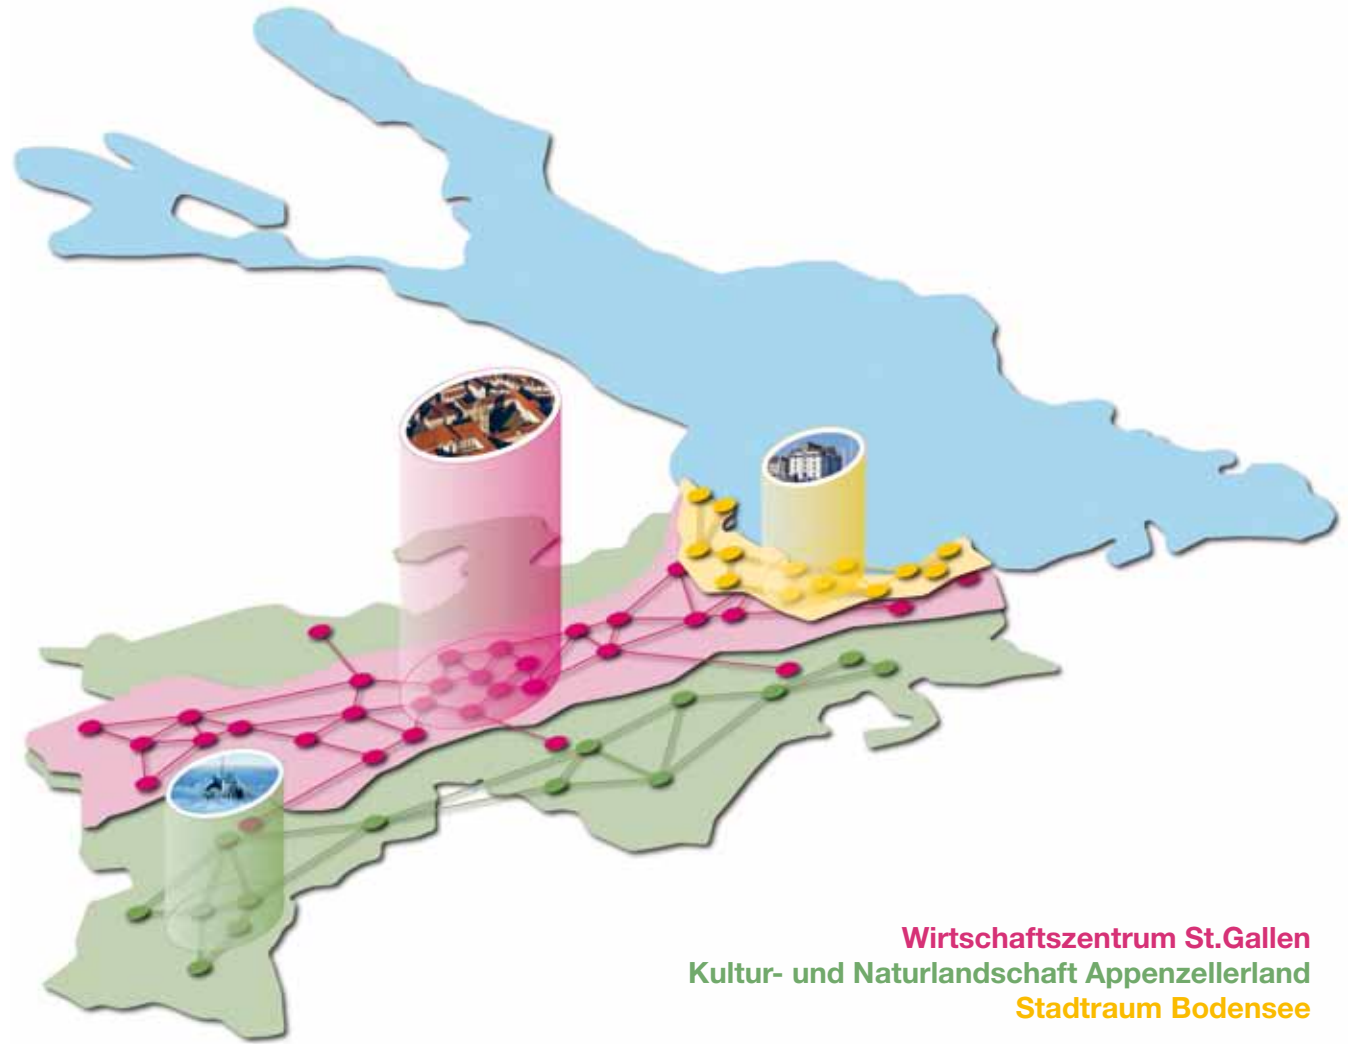 Wirtschaftszentrum St.Gallen
Kultur- und Naturlandschaft Appenzellerland
Stadtraum Bodensee